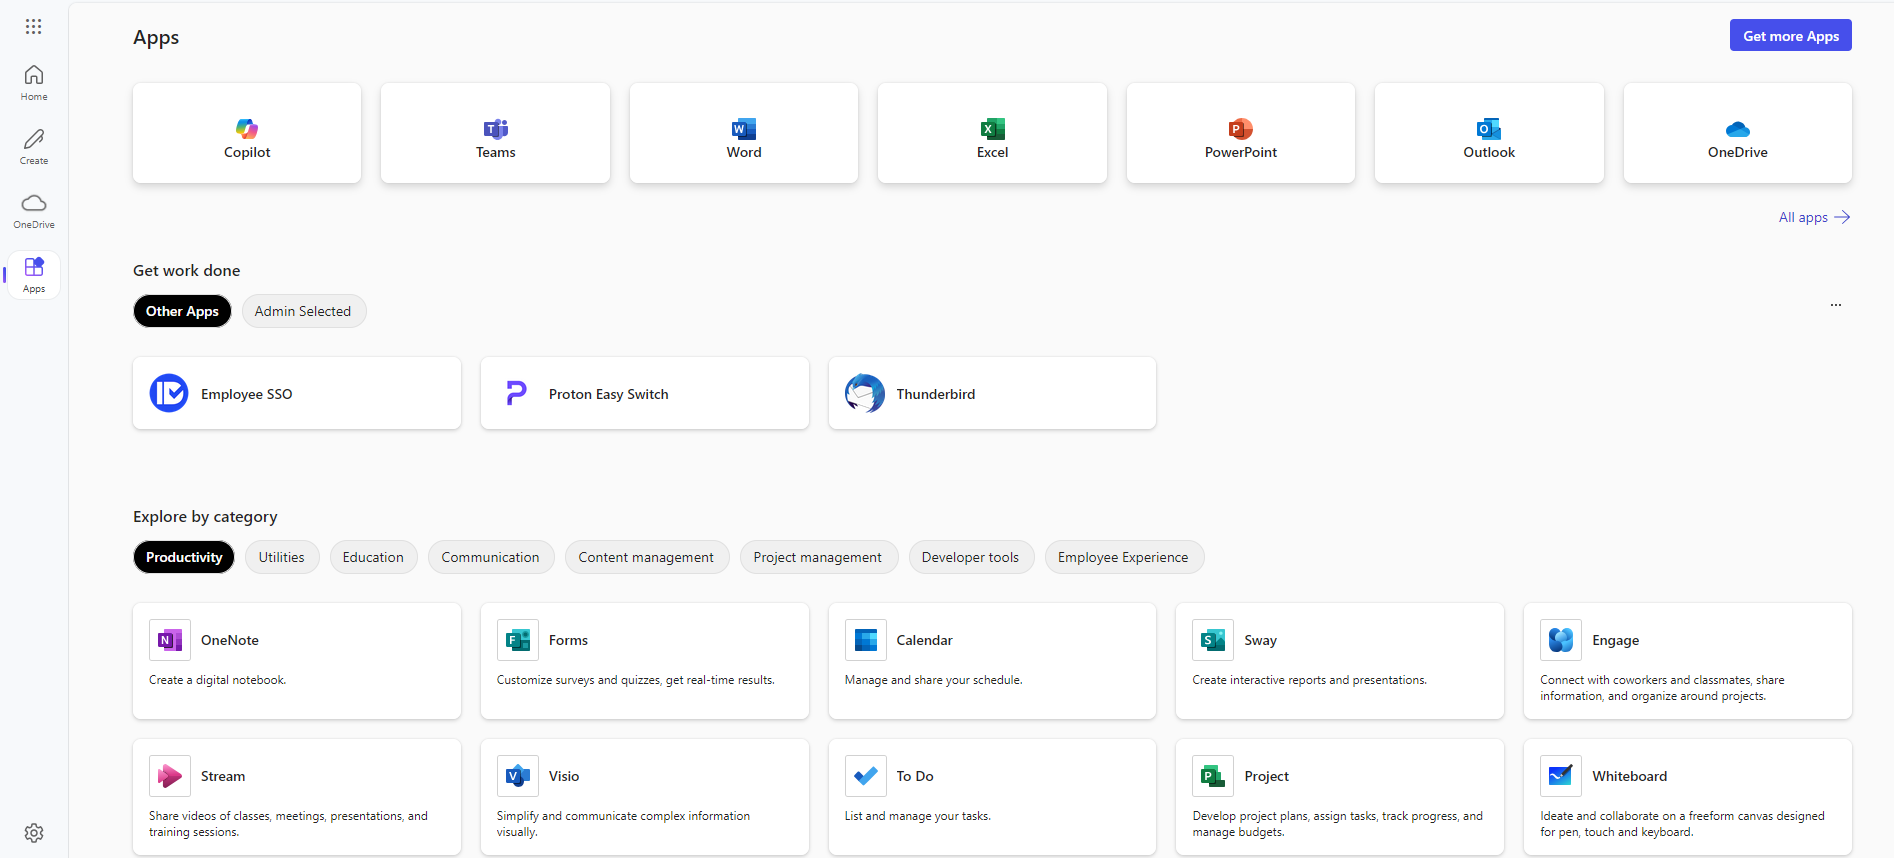 Apps
Get more Apps
Home
Create
OneDrive
Apps
Copilot
Teams
Word
Excel
PowerPoint
Outlook
OneDrive
All apps
Get work done
Other Apps
Admin Selected
...
Employee SSO
Proton Easy Switch
Thunderbird
Explore by category
Productivity
Utilities
Education
Communication
Content management
Project management
Developer tools
Employee Experience
OneNote
Create a digital notebook.
Forms
Customize surveys and quizzes, get real-time results.
Calendar
Manage and share your schedule.
Sway
Create interactive reports and presentations.
Engage
Connect with coworkers and classmates, share
information, and organize around projects.
Stream
Share videos of classes, meetings, presentations, and
training sessions.
Visio
Simplify and communicate complex information
visually.
To Do
List and manage your tasks.
Project
Develop project plans, assign tasks, track progress, and
manage budgets.
Whiteboard
Ideate and collaborate on a freeform canvas designed
for pen, touch and keyboard.